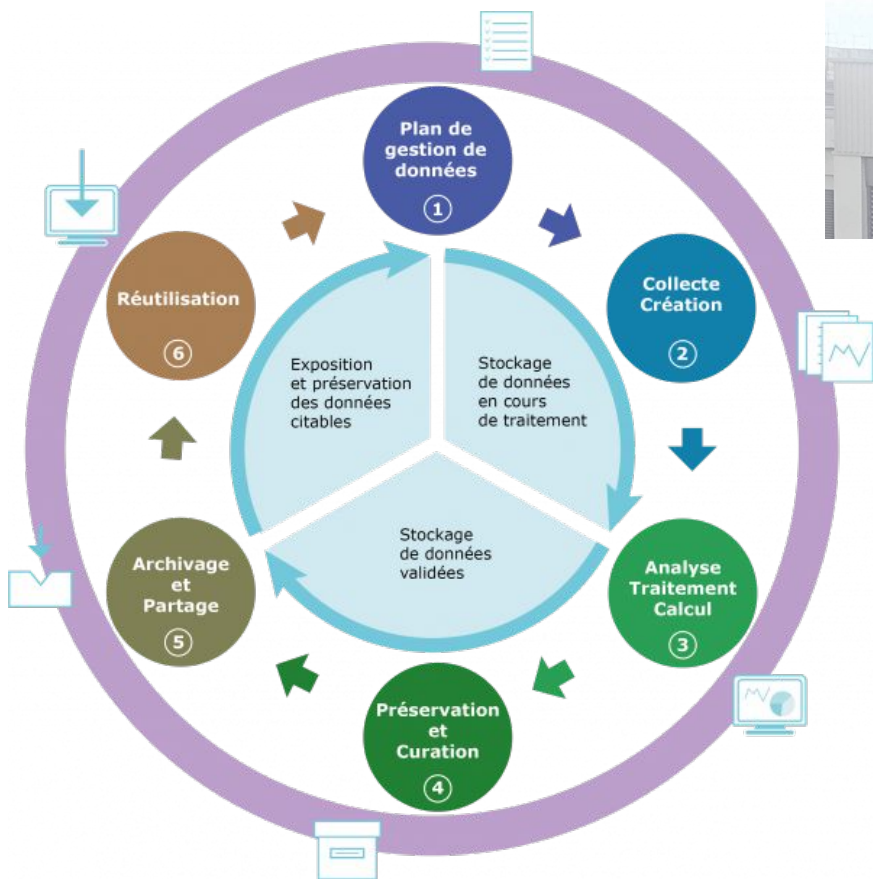 Plan de
gestion de
données
1
Collecte
Création
2
Analyse
Traitement
Calcul
3
Préservation
et
Curation
4
Archivage
et
Partage
5
Réutilisation
6
Exposition
et préservation
des données
citables
Stockage
de données
en cours
de traitement
Stockage
de données
validées